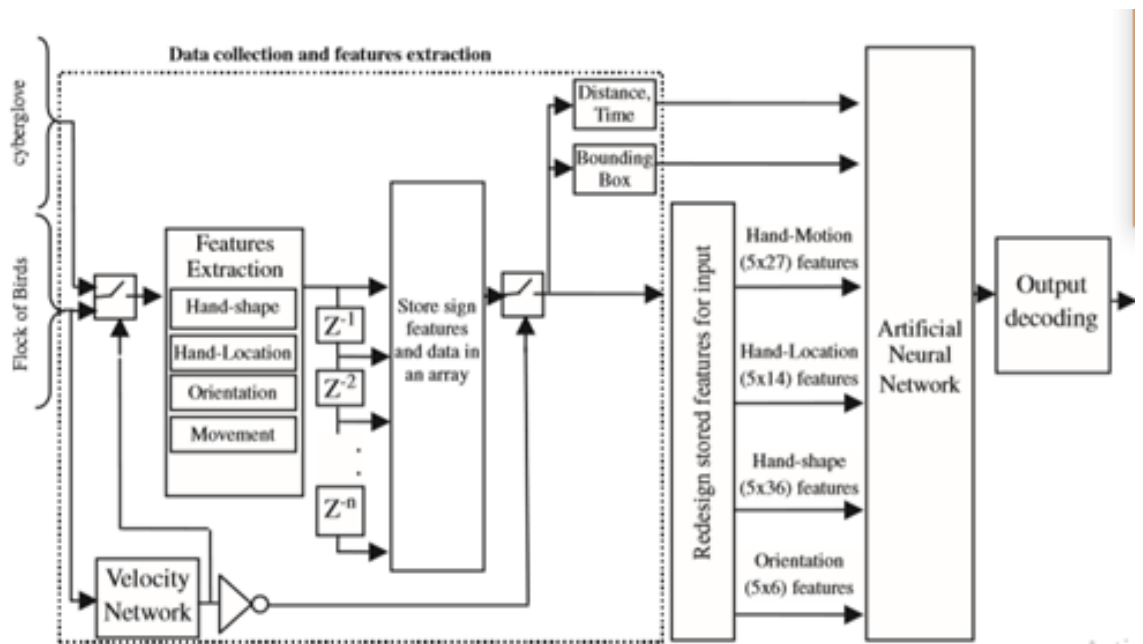 Data collection and features extraction
cyberglove
Flock of Birds
Features
Extraction
Hand-shape
Hand-Location
Orientation
Movement
Velocity
Network
Z-1
Z-2
Z-n
Store sign
features
and data in
an array
Distance,
Time
Bounding
Box
Redesign stored features for input
Hand-Motion
(5x27) features
Hand-Location
(5x14) features
Hand-shape
(5x36) features
Orientation
(5x6) features
Artificial
Neural
Network
Output
decoding